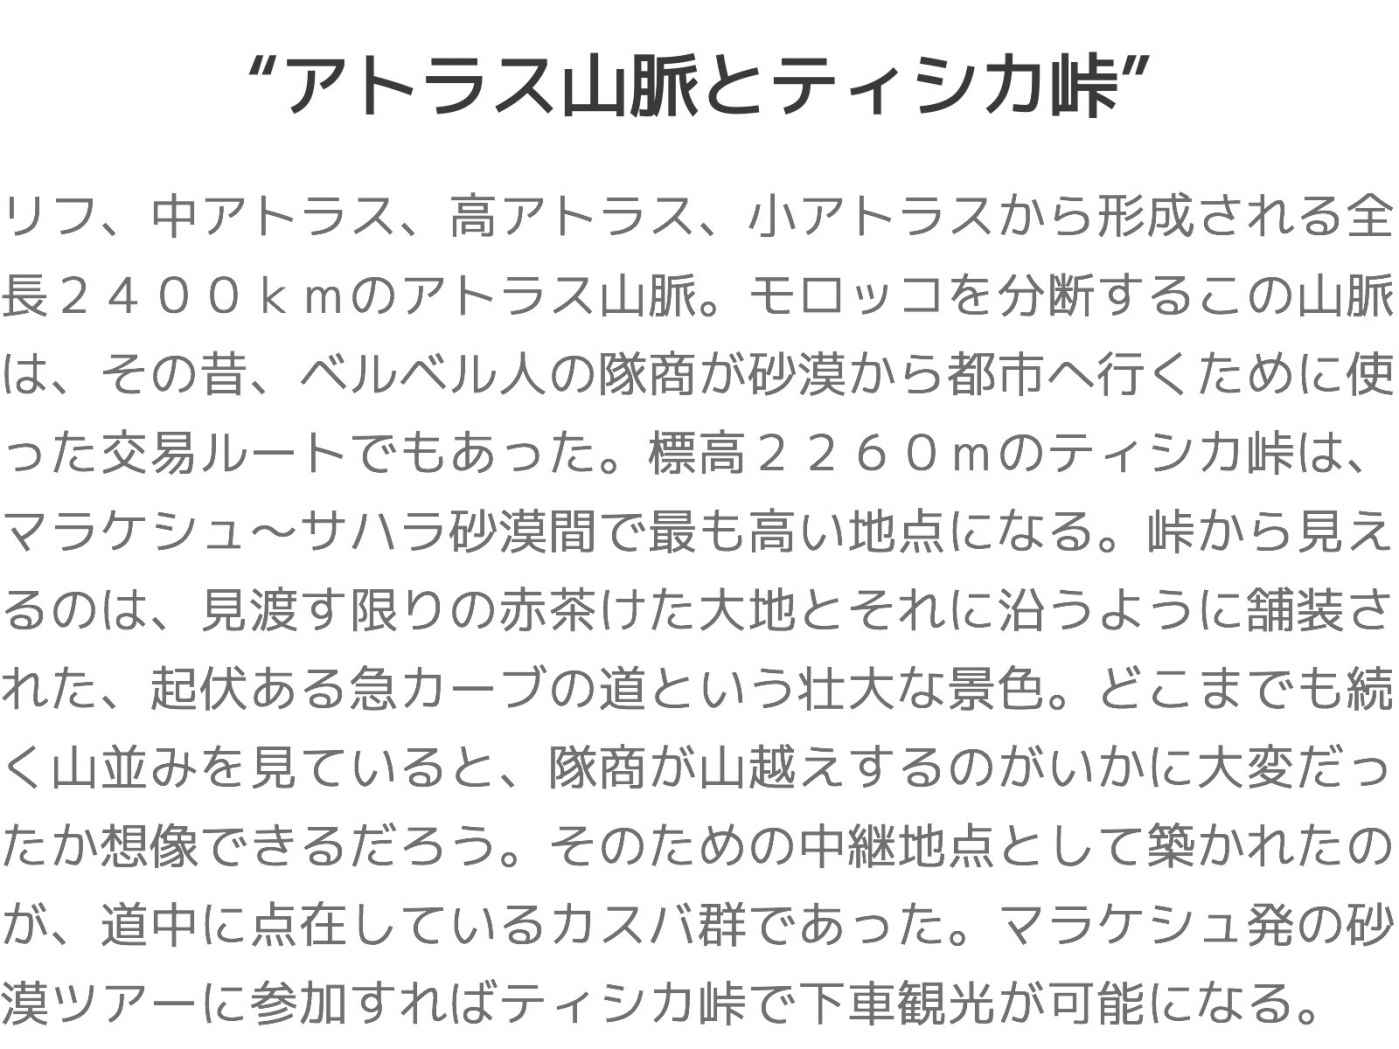 “アトラス山脈とティシカ峠”
リフ、中アトラス、高アトラス、小アトラスから形成される全
長２４００ｋｍのアトラス山脈。モロッコを分断するこの山脈
は、その昔、ベルベル人の隊商が砂漠から都市へ行くために使
った交易ルートでもあった。標高２２６０ｍのティシカ峠は、
マラケシュ〜サハラ砂漠間で最も高い地点になる。峠から見え
るのは、見渡す限りの赤茶けた大地とそれに沿うように舗装さ
れた、起伏ある急カーブの道という壮大な景色。どこまでも続
く山並みを見ていると、隊商が山越えするのがいかに大変だっ
たか想像できるだろう。そのための中継地点として築かれたの
が、道中に点在しているカスバ群であった。マラケシュ発の砂
漠ツアーに参加すればティシカ峠で下車観光が可能になる。